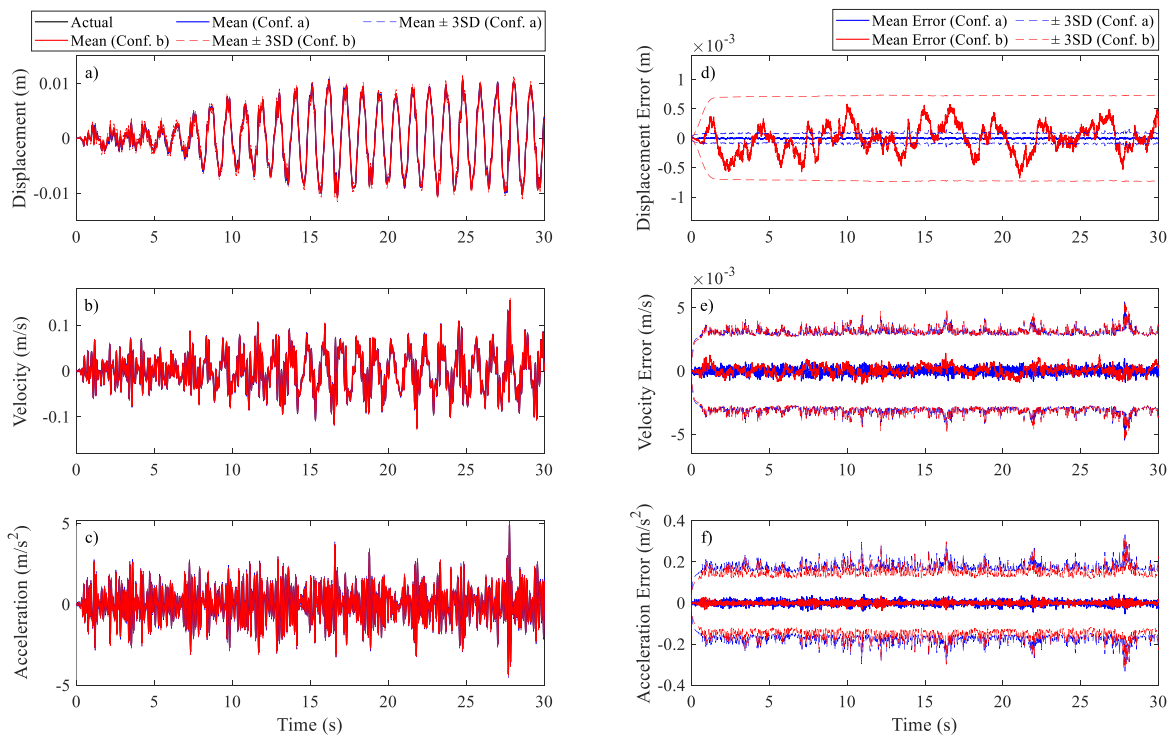 Actual Mean (Conf. a) Mean ± 3SD (Conf. a)
Mean (Conf. b) Mean ± 3SD (Conf. b)
a)
Displacement (m)
0.01
0
-0.01
0 5 10 15 20 25 30
b)
Velocity (m/s)
0.1
0
-0.1
0 5 10 15 20 25 30
c)
Acceleration (m/s²)
5
0
-5
0 5 10 15 20 25 30
Time (s)
Mean Error (Conf. a) ± 3SD (Conf. a)
Mean Error (Conf. b) ± 3SD (Conf. b)
×10⁻³
d)
Displacement Error (m)
1
0.5
0
-0.5
-1
0 5 10 15 20 25 30
×10⁻³
e)
Velocity Error (m/s)
5
0
-5
0 5 10 15 20 25 30
f)
Acceleration Error (m/s²)
0.4
0.2
0
-0.2
-0.4
0 5 10 15 20 25 30
Time (s)